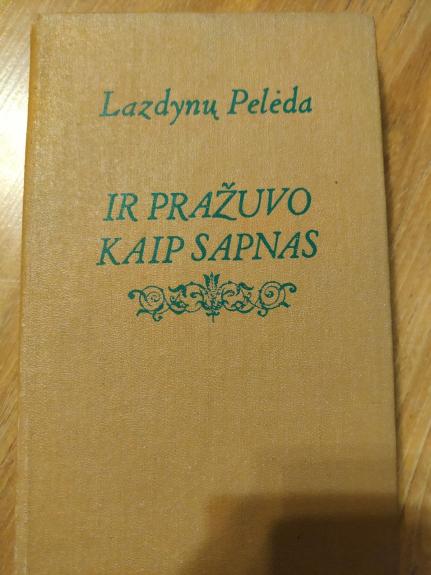 Lazdynų Pelėda
IR PRAŽUVO
KAIP SAPNAS